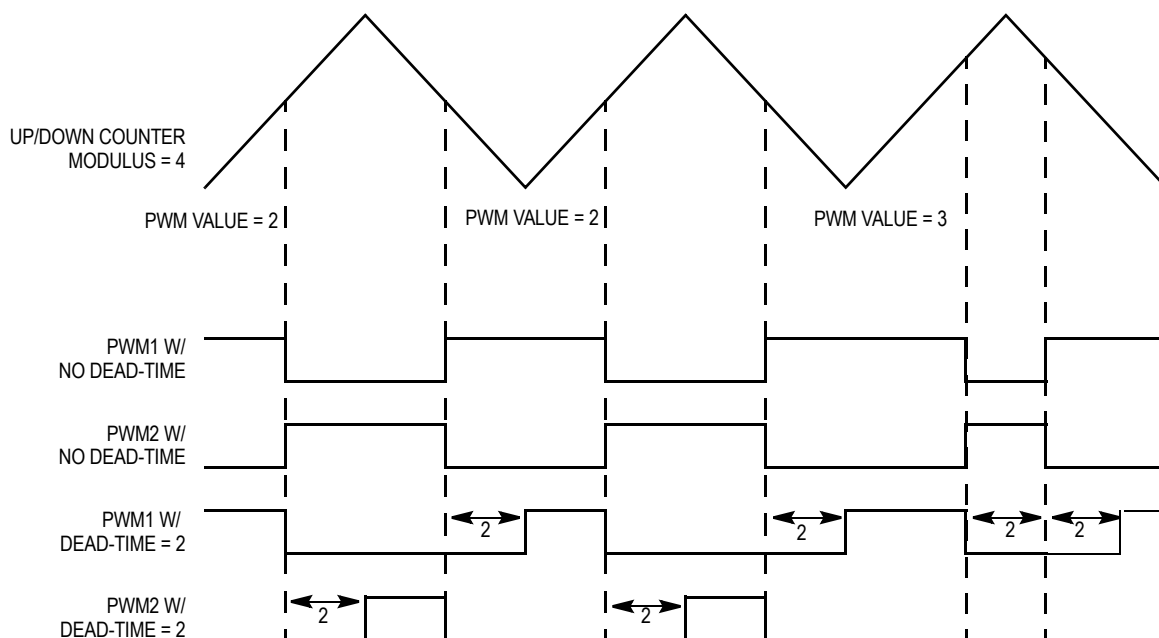 UP/DOWN COUNTER
MODULUS = 4
PWM VALUE = 2
PWM VALUE = 2
PWM VALUE = 3
PWM1 W/
NO DEAD-TIME
PWM2 W/
NO DEAD-TIME
PWM1 W/
DEAD-TIME = 2
2
2
2
2
PWM2 W/
DEAD-TIME = 2
2
2